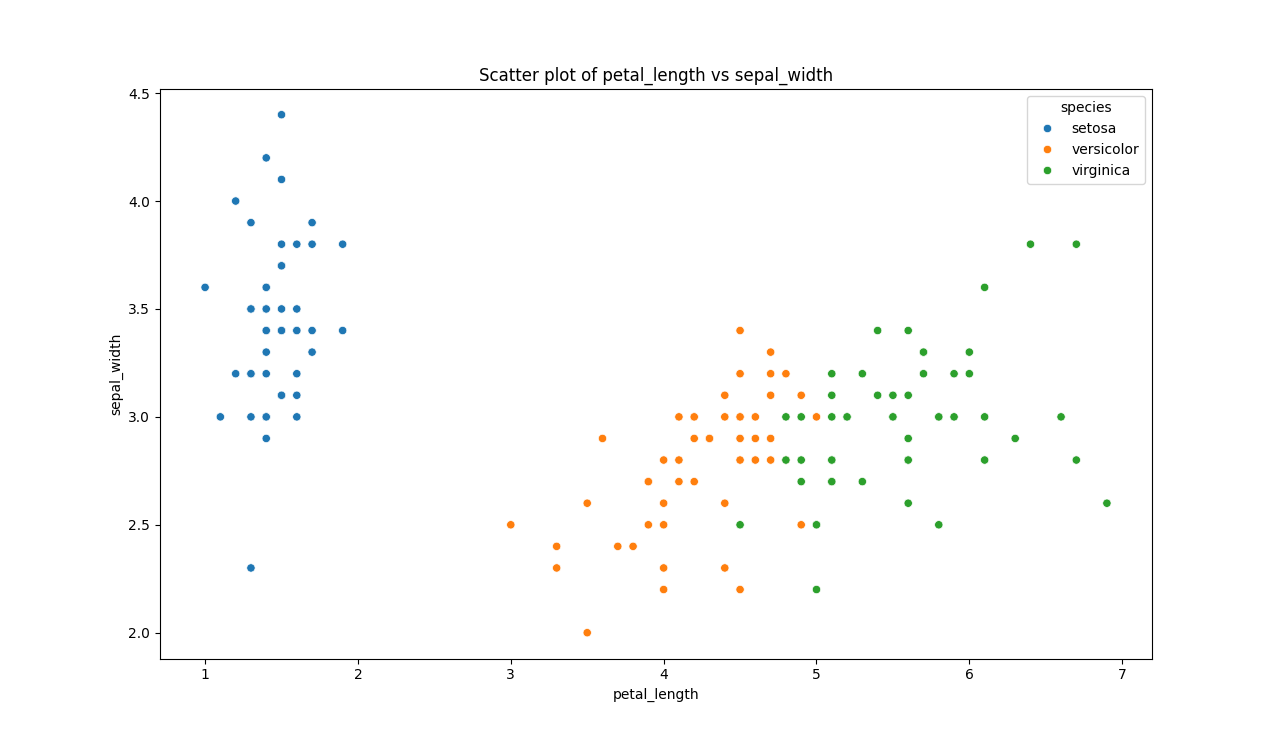 Scatter plot of petal_length vs sepal_width
species
setosa
versicolor
virginica
4.5
4.0
3.5
3.0
2.5
2.0
sepal_width
1 2 3 4 5 6 7
petal_length